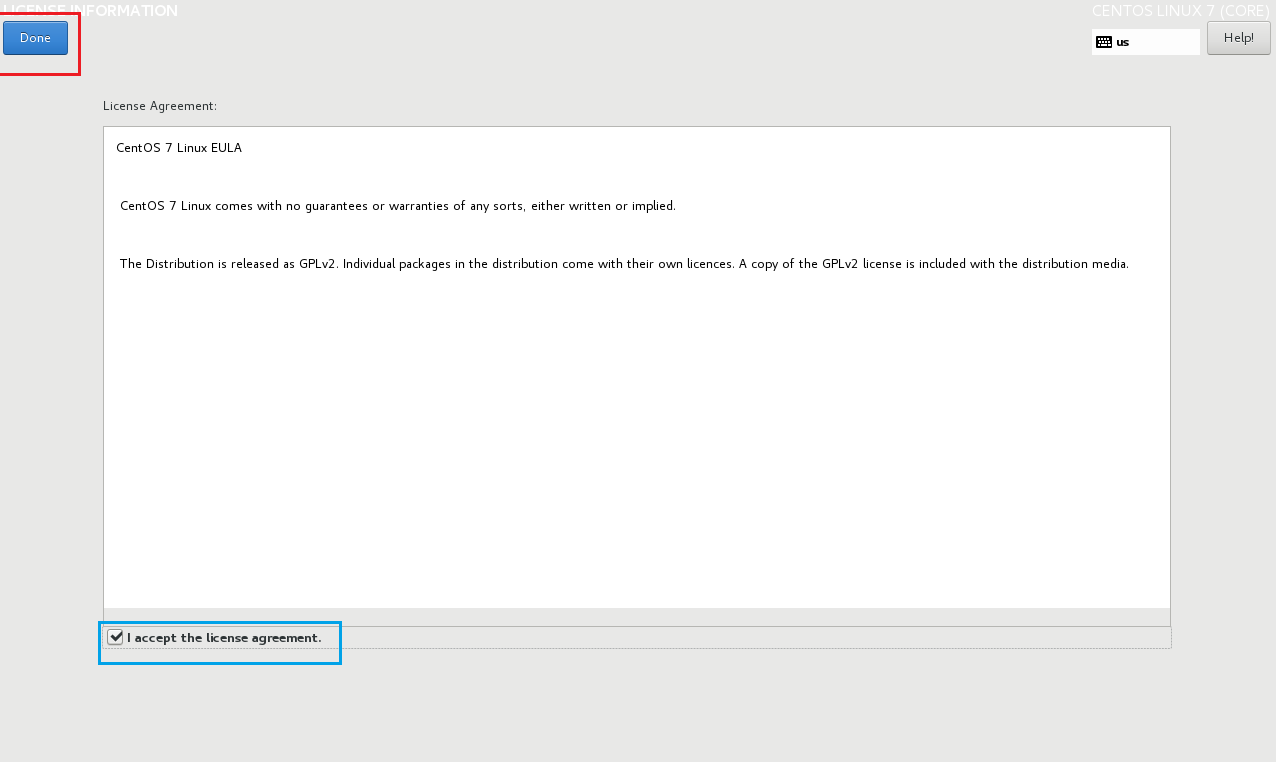 LICENSE INFORMATION
CENTOS LINUX 7 (CORE)
Done
us
Help!
License Agreement:
CentOS 7 Linux EULA
CentOS 7 Linux comes with no guarantees or warranties of any sorts, either written or implied.
The Distribution is released as GPLv2. Individual packages in the distribution come with their own licences. A copy of the GPLv2 license is included with the distribution media.
I accept the license agreement.